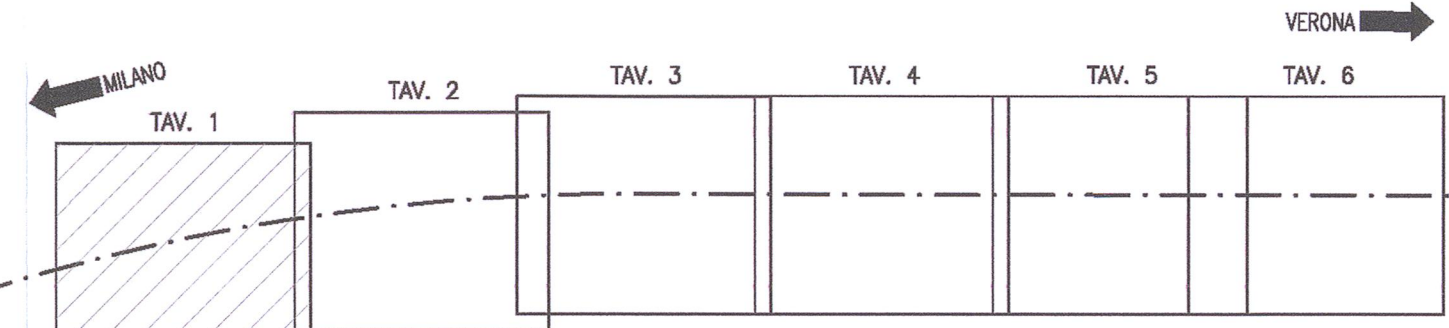 VERONA
MILANO
TAV. 1
TAV. 2
TAV. 3
TAV. 4
TAV. 5
TAV. 6